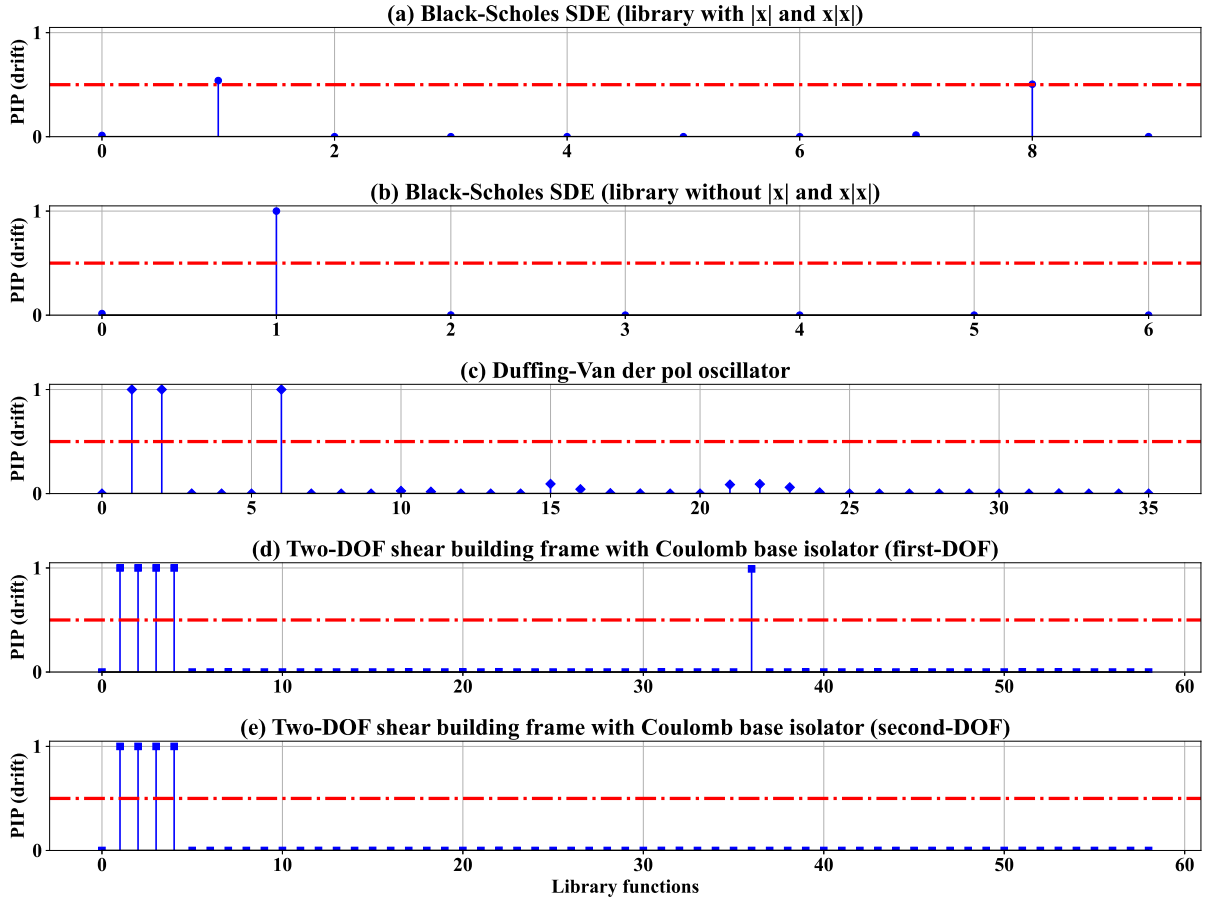 (a) Black-Scholes SDE (library with |x| and x|x|)
PIP (drift)
1
0
0 2 4 6 8
(b) Black-Scholes SDE (library without |x| and x|x|)
PIP (drift)
1
0
0 1 2 3 4 5 6
(c) Duffing-Van der pol oscillator
PIP (drift)
1
0
0 5 10 15 20 25 30 35
(d) Two-DOF shear building frame with Coulomb base isolator (first-DOF)
PIP (drift)
1
0
0 10 20 30 40 50 60
(e) Two-DOF shear building frame with Coulomb base isolator (second-DOF)
PIP (drift)
1
0
0 10 20 30 40 50 60
Library functions